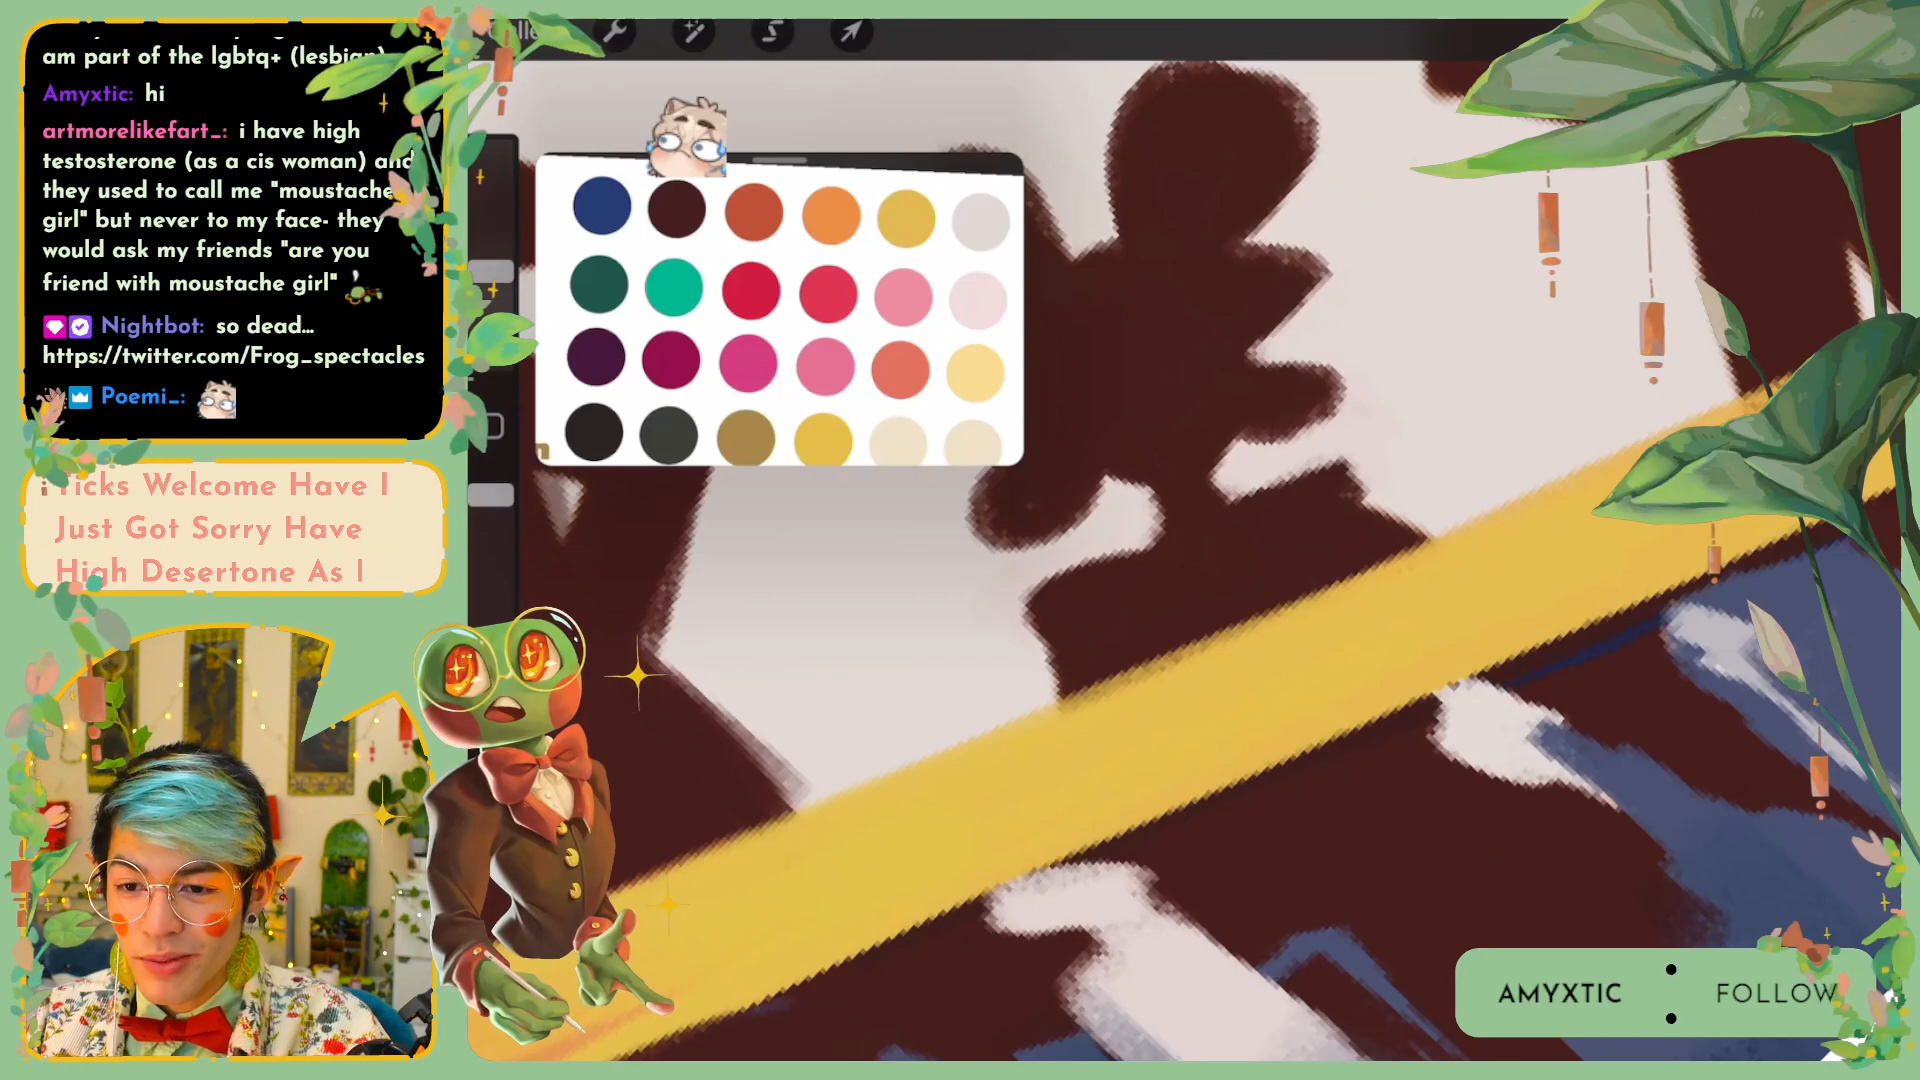 am part of the lgbtq+ (lesbian)
Amyxtic: hi
artmorelikefart_: i have high
testosterone (as a cis woman) and
they used to call me "moustache
girl" but never to my face- they
would ask my friends "are you
friend with moustache girl"
Nightbot: so dead...
https://twitter.com/Frog_spectacles
Poemi_:
Ticks Welcome Have I
Just Got Sorry Have
High Desertone As I
AMYXTIC
FOLLOW